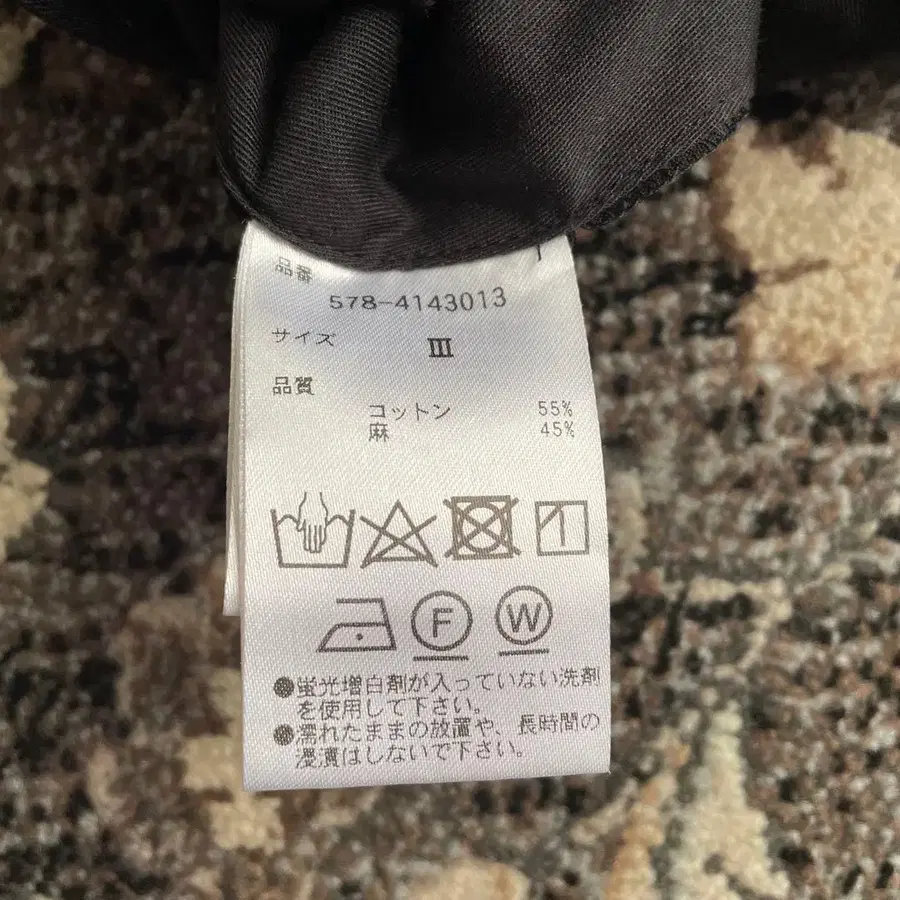 品番
578-4143013
サイズ Ⅲ
品質
コットン 55%
麻 45%
F W
●蛍光増白剤が入っていない洗剤
を使用して下さい。
●濡れたままの放置や、長時間の
浸漬はしないで下さい。